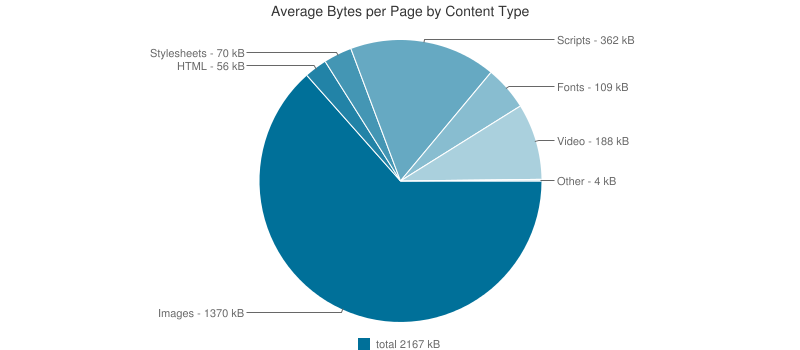 Average Bytes per Page by Content Type
Scripts - 362 kB
Stylesheets - 70 kB
HTML - 56 kB
Fonts - 109 kB
Video - 188 kB
Other - 4 kB
Images - 1370 kB
total 2167 kB